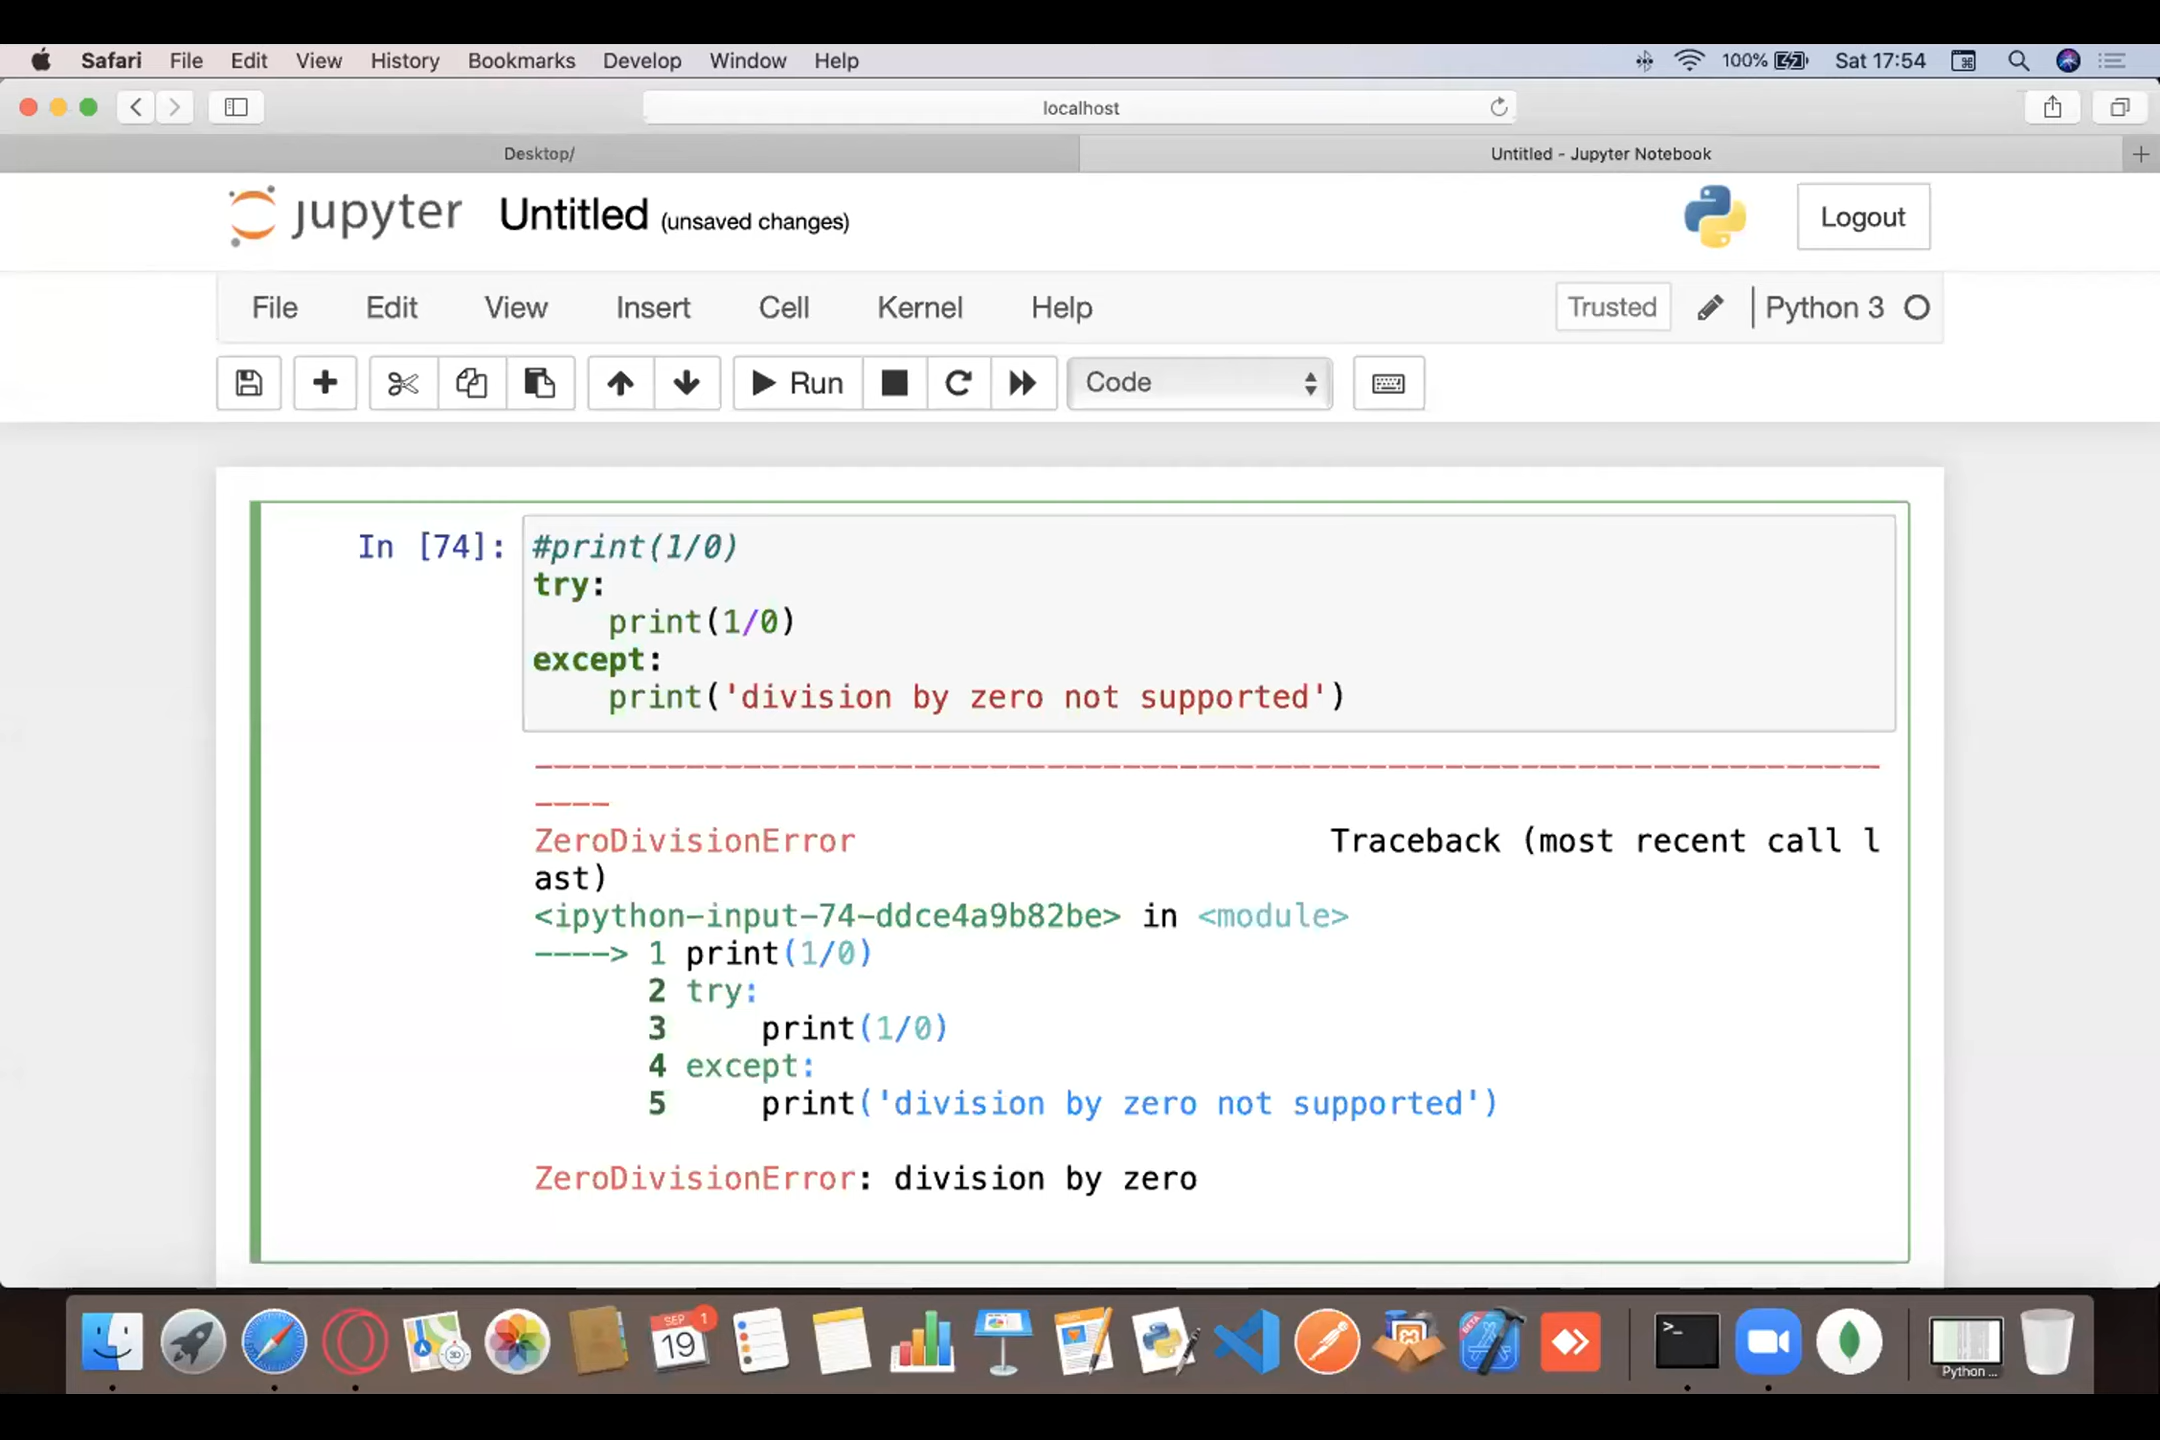 Safari File Edit View History Bookmarks Develop Window Help 100% Sat 17:54
localhost
Desktop/ Untitled - Jupyter Notebook
jupyter Untitled (unsaved changes) Logout
File Edit View Insert Cell Kernel Help Trusted Python 3
Run Code
In [74]: #print(1/0)
try:
    print(1/0)
except:
    print('division by zero not supported')
---------------------------------------------------------------------------
----
ZeroDivisionError                         Traceback (most recent call l
ast)
<ipython-input-74-ddce4a9b82be> in <module>
----> 1 print(1/0)
      2 try:
      3     print(1/0)
      4 except:
      5     print('division by zero not supported')
ZeroDivisionError: division by zero
SEP 1
19
3D
BETA
>_
Python ...